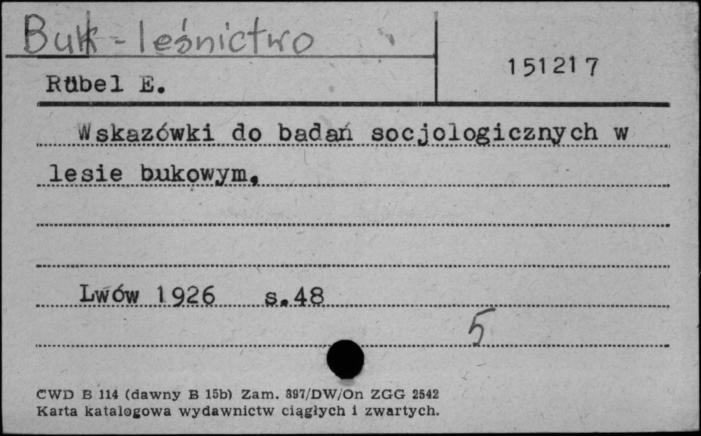 Buk - leśnictwo
Rübel E.
151217
Wskazówki do badań socjologicznych w
lesie bukowym.
Lwów 1926 s.48
5
CWD B 114 (dawny B 15b) Zam. 897/DW/On ZGG 2542
Karta katalogowa wydawnictw ciągłych i zwartych.